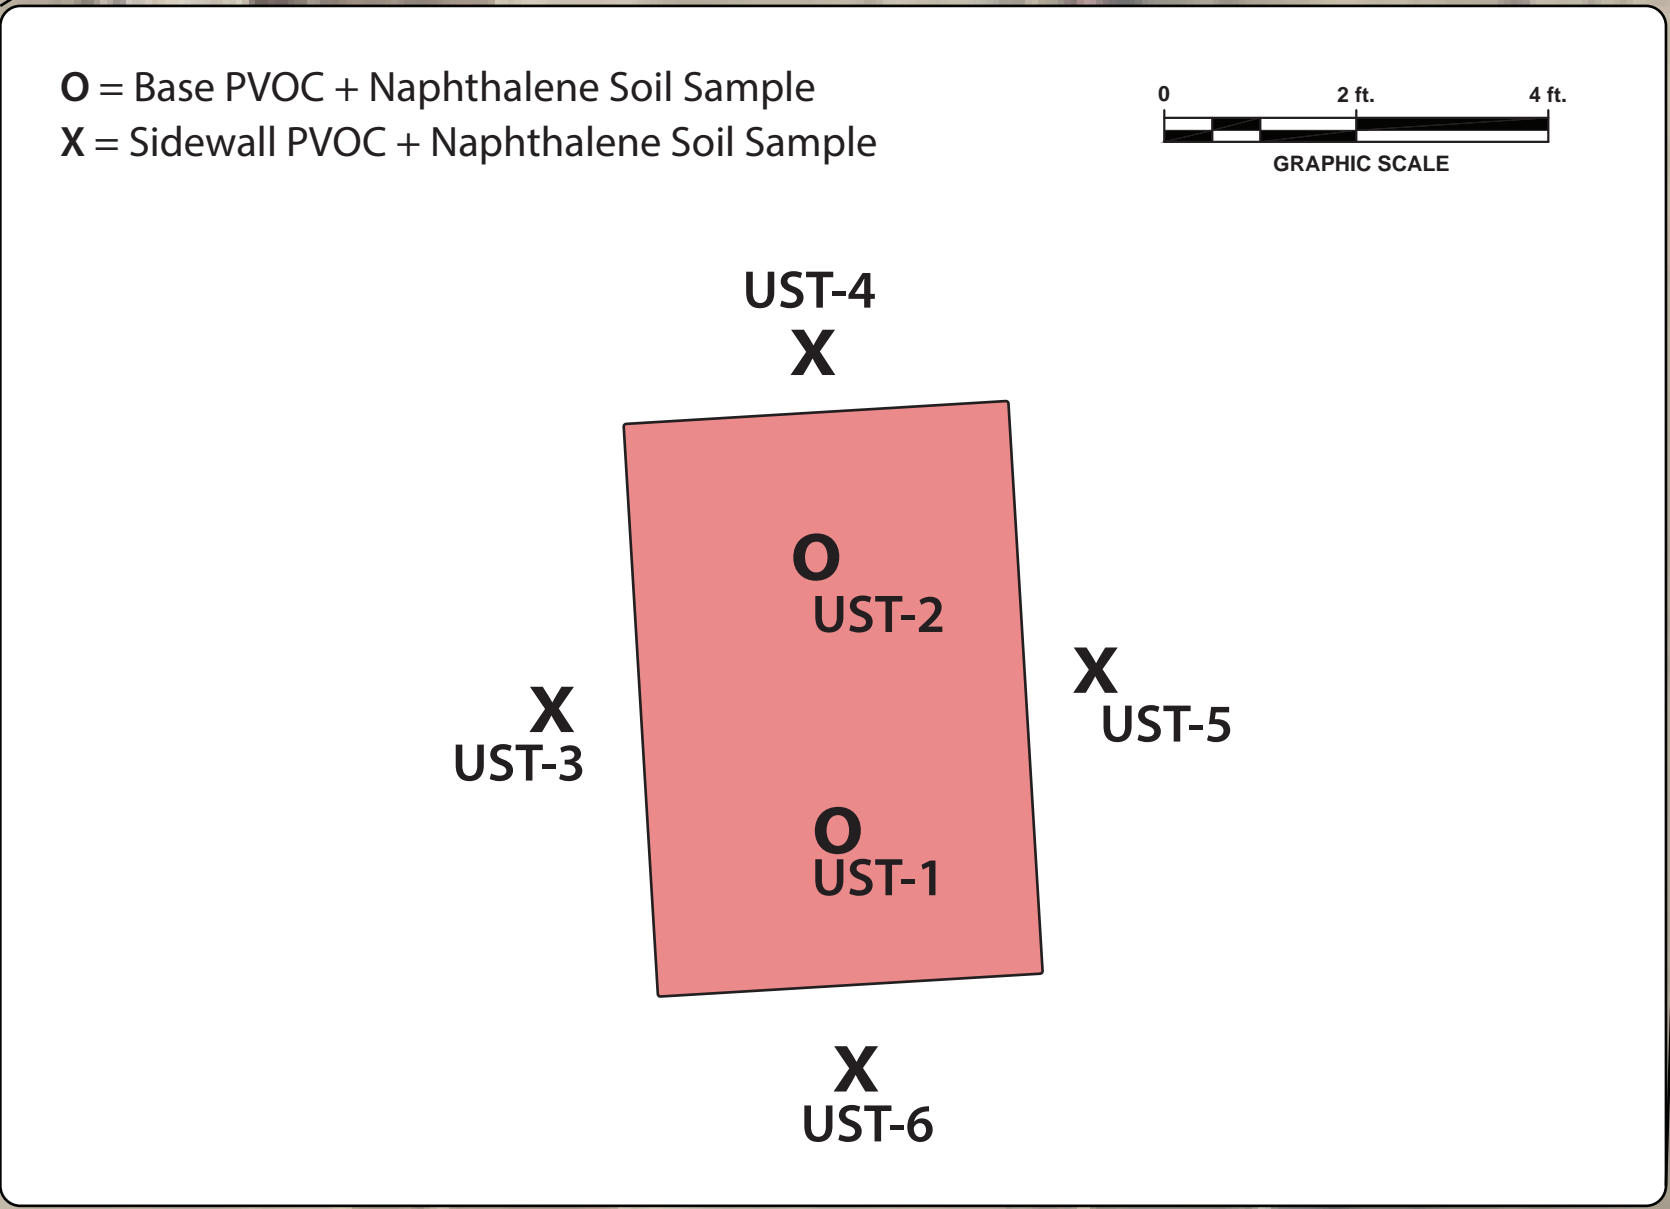 O = Base PVOC + Naphthalene Soil Sample
X = Sidewall PVOC + Naphthalene Soil Sample
0 2 ft. 4 ft.
GRAPHIC SCALE
UST-4
X
O
UST-2
X
UST-5
X
UST-3
O
UST-1
X
UST-6